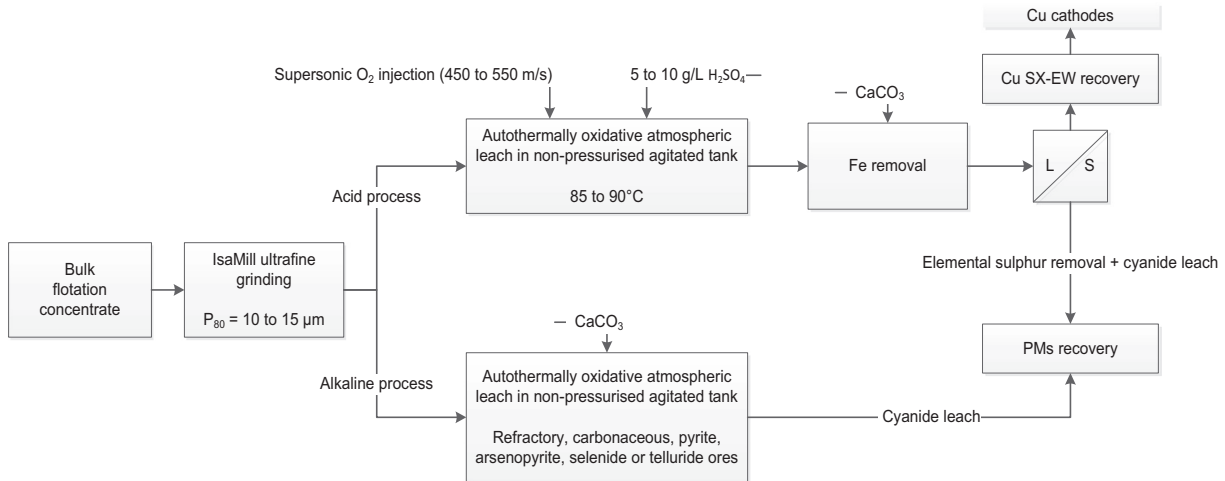 Cu cathodes
Cu SX-EW recovery
Supersonic O₂ injection (450 to 550 m/s)
5 to 10 g/L H₂SO₄—
— CaCO₃
Autothermally oxidative atmospheric
leach in non-pressurised agitated tank
85 to 90°C
Fe removal
L
S
Acid process
Elemental sulphur removal + cyanide leach
Bulk
flotation
concentrate
IsaMill ultrafine
grinding
P₈₀ = 10 to 15 µm
— CaCO₃
PMs recovery
Alkaline process
Autothermally oxidative atmospheric
leach in non-pressurised agitated tank
Refractory, carbonaceous, pyrite,
arsenopyrite, selenide or telluride ores
Cyanide leach